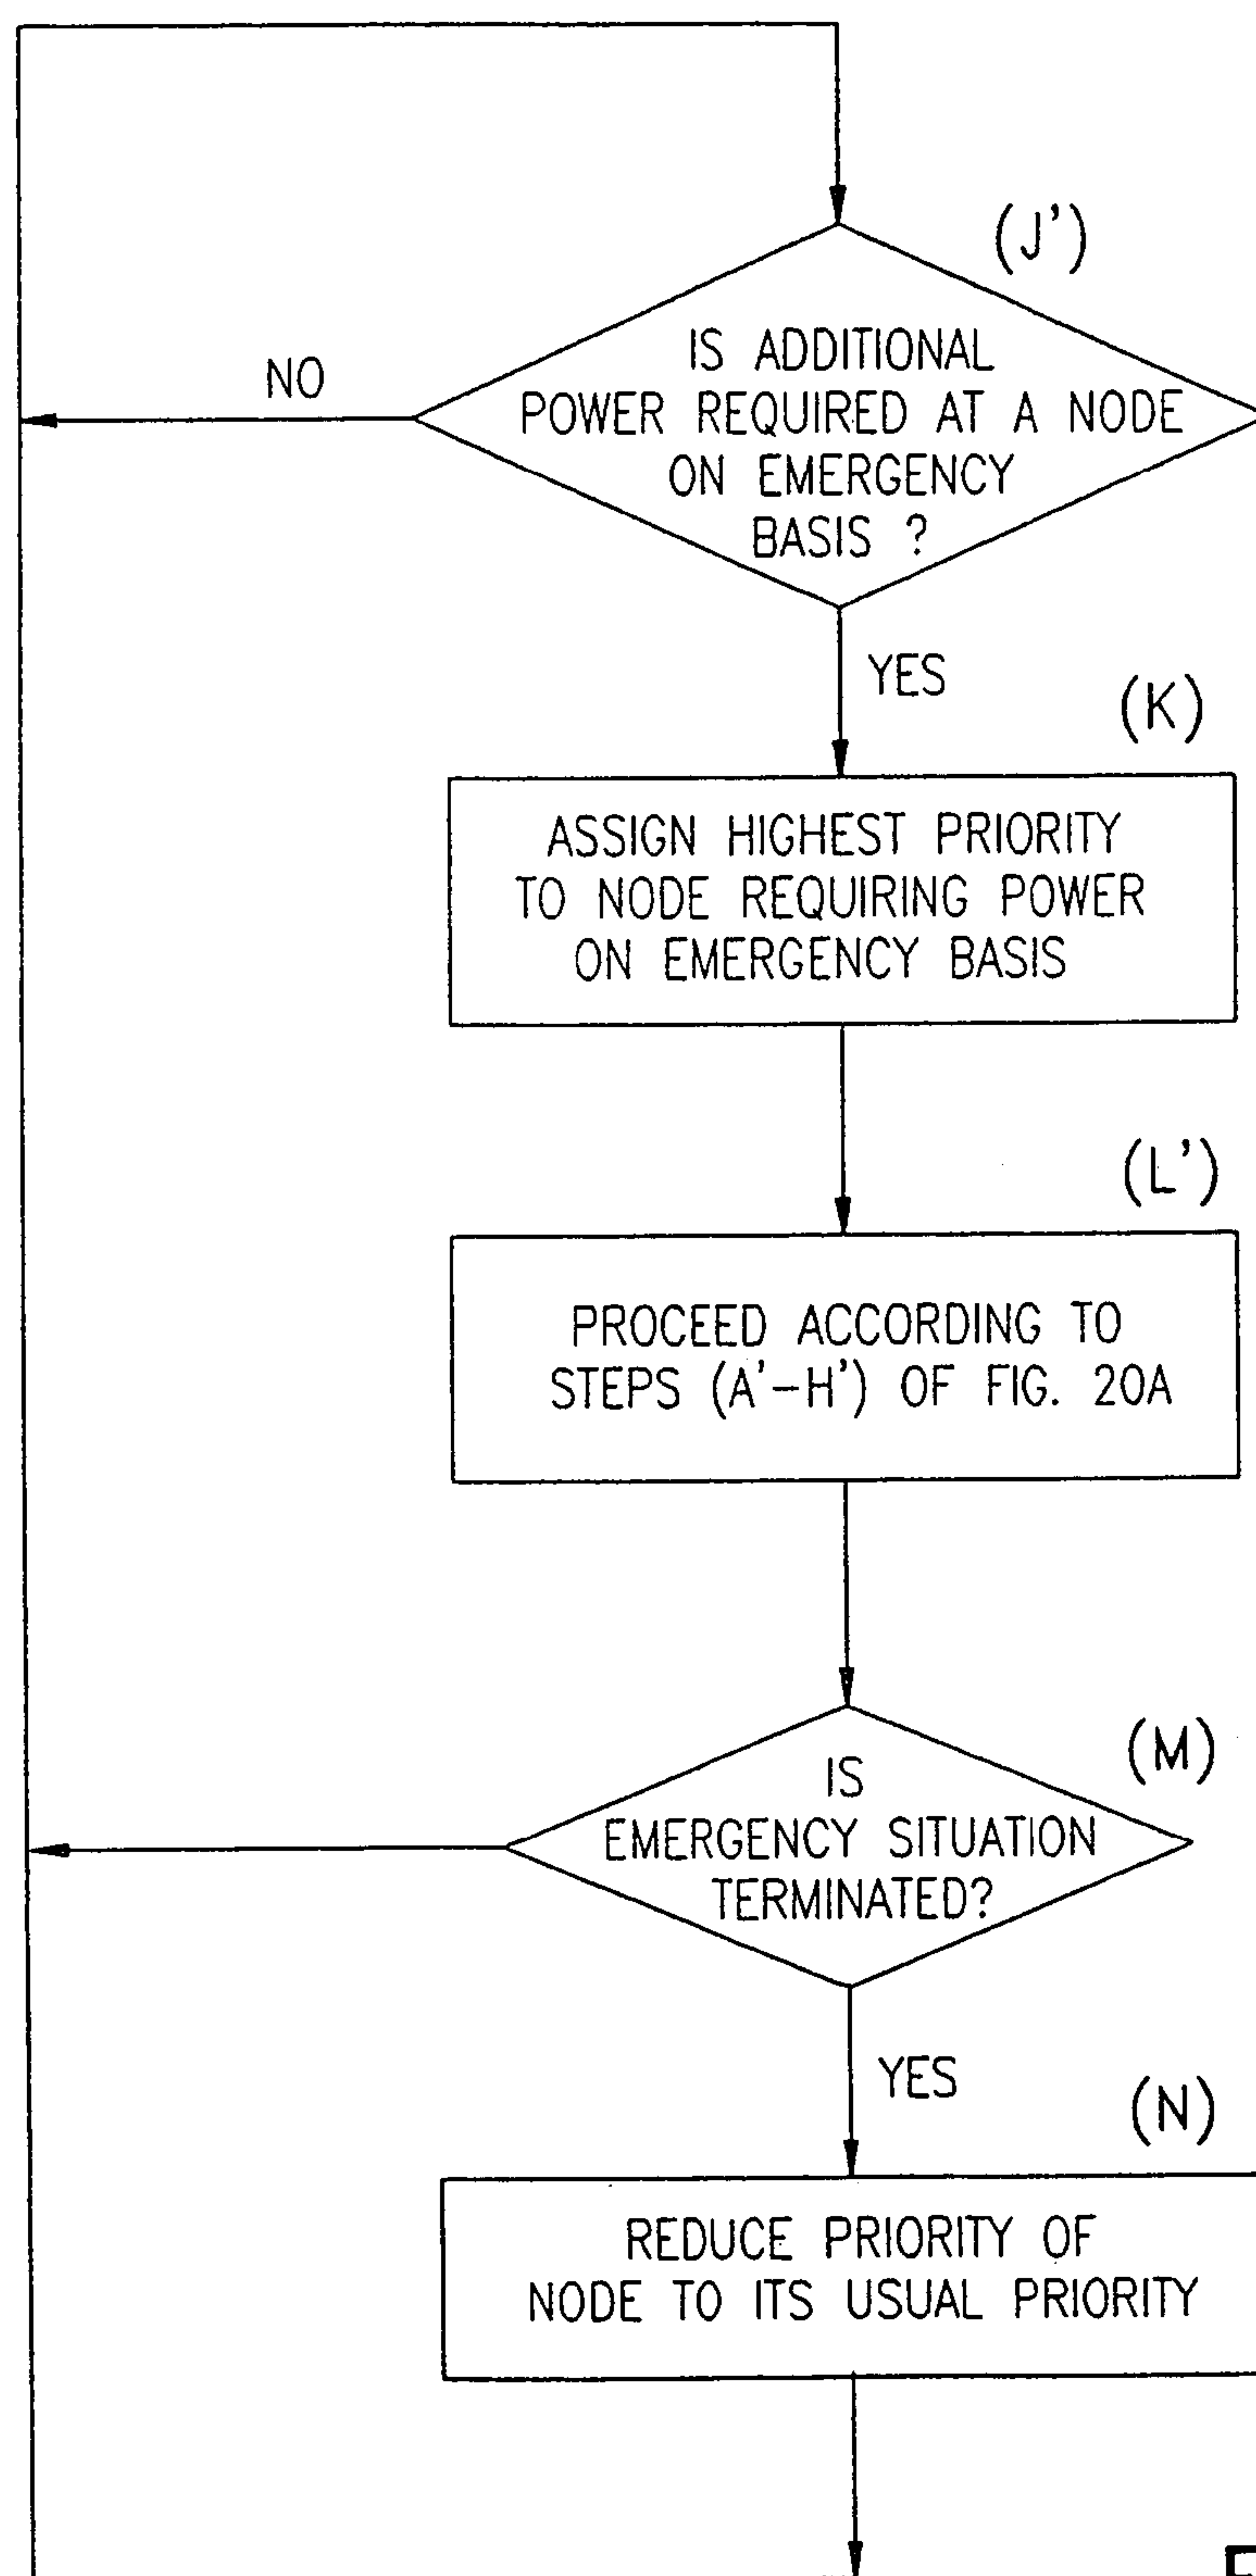 (J')
IS ADDITIONAL
NO
POWER REQUIRED AT A NODE
ON EMERGENCY
BASIS ?
YES
(K)
ASSIGN HIGHEST PRIORITY
TO NODE REQUIRING POWER
ON EMERGENCY BASIS
(L')
PROCEED ACCORDING TO
STEPS (A'-H') OF FIG. 20A
(M)
IS
EMERGENCY SITUATION
TERMINATED?
YES
(N)
REDUCE PRIORITY OF
NODE TO ITS USUAL PRIORITY